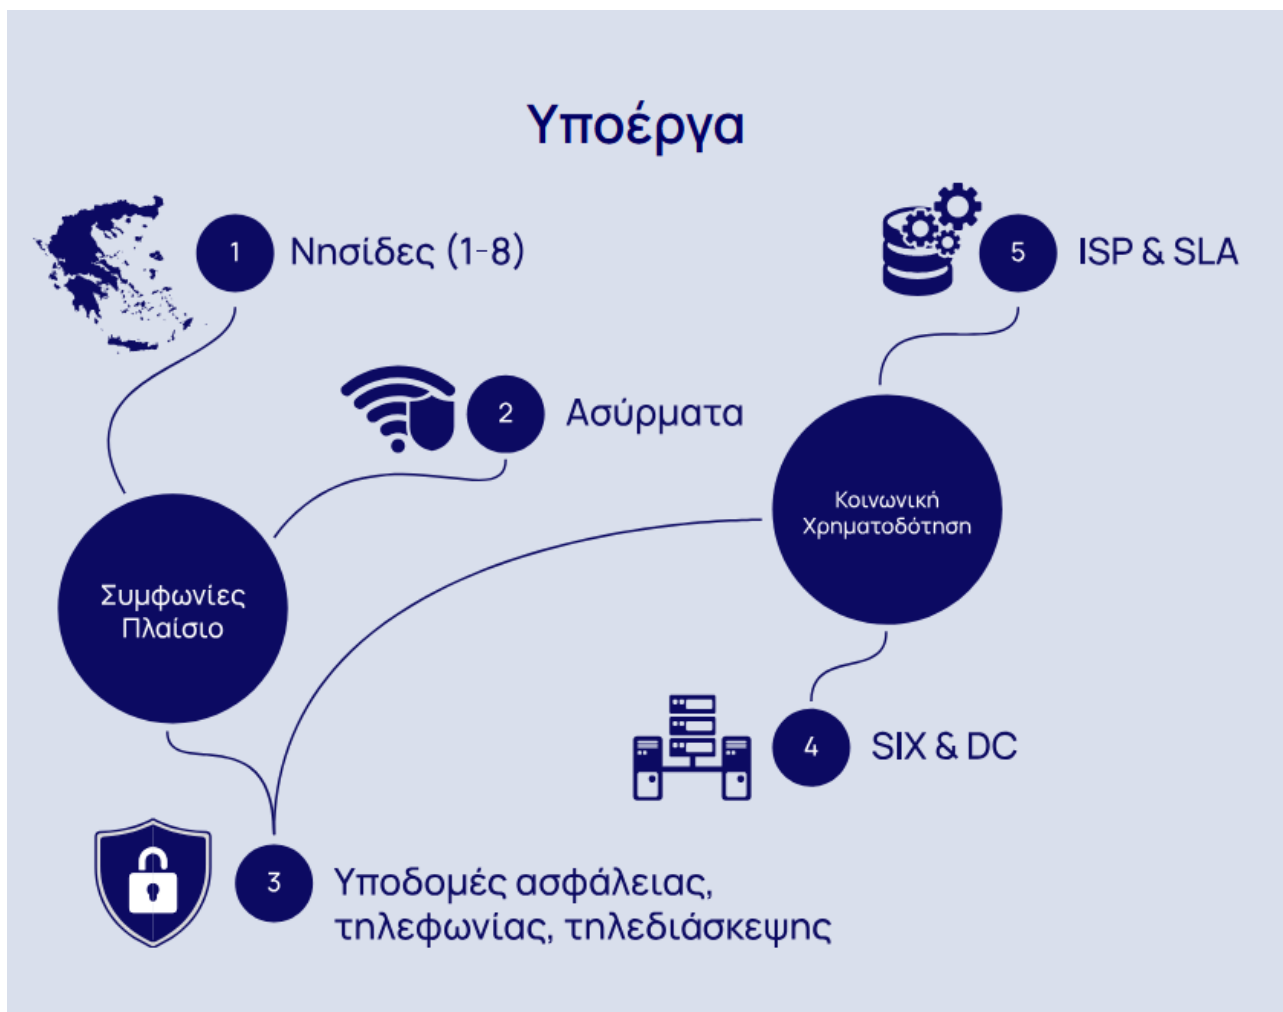 Υποέργα
1
Νησίδες (1-8)
5
ISP & SLA
2
Ασύρματα
Κοινωνική
Χρηματοδότηση
Συμφωνίες
Πλαίσιο
4
SIX & DC
3
Υποδομές ασφάλειας,
τηλεφωνίας, τηλεδιάσκεψης